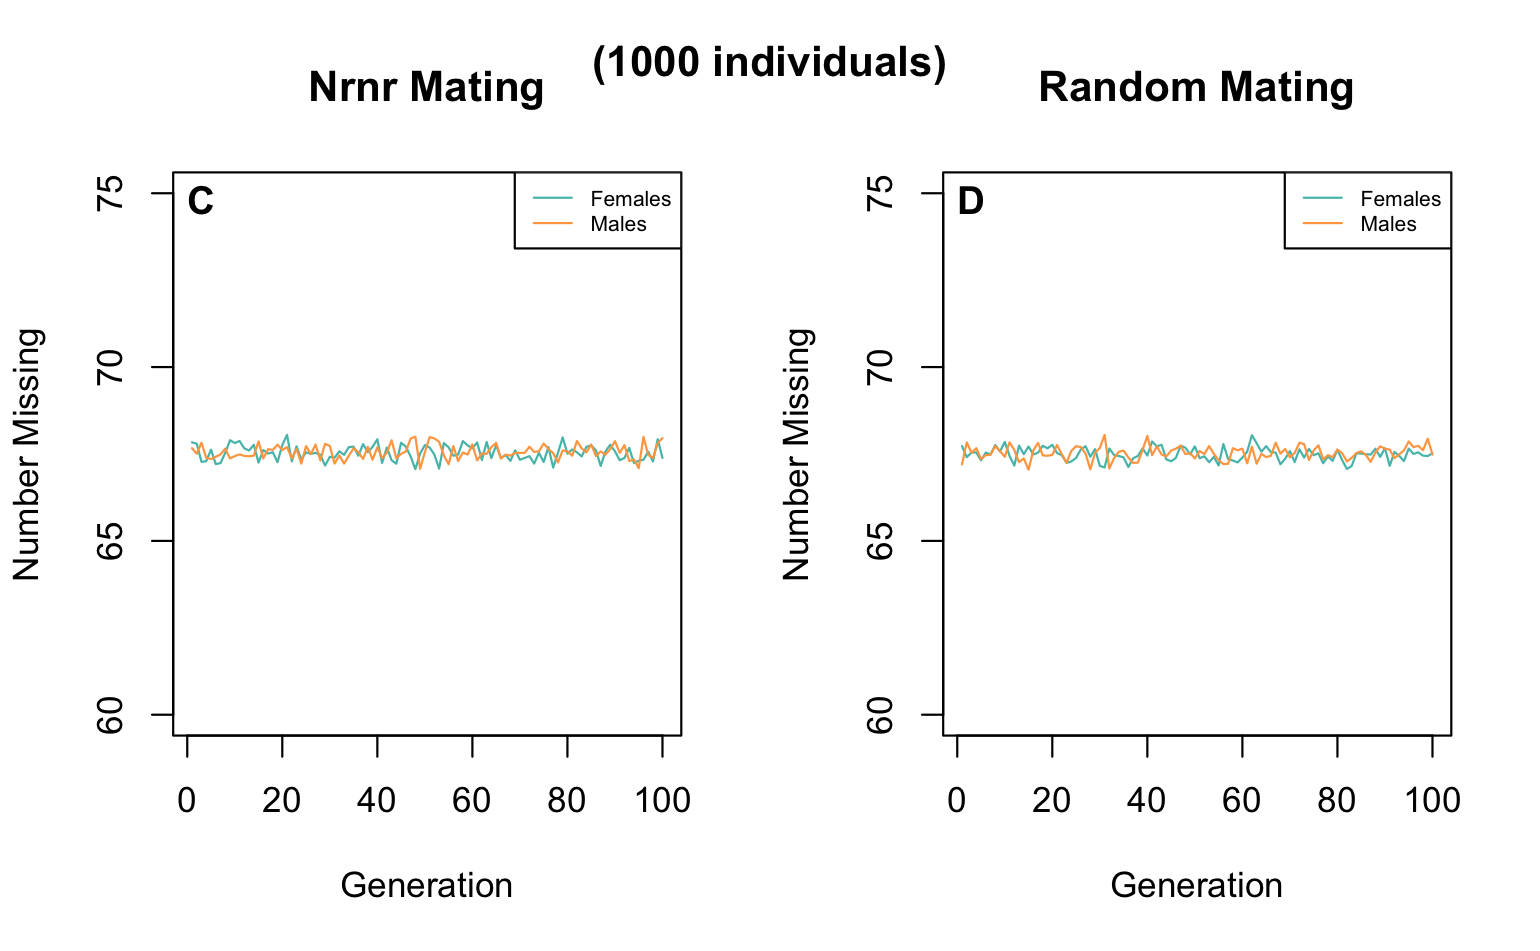 (1000 individuals)
Nrnr Mating
C
Females
Males
75
70
65
60
Number Missing
0 20 40 60 80 100
Generation
Random Mating
D
Females
Males
75
70
65
60
Number Missing
0 20 40 60 80 100
Generation